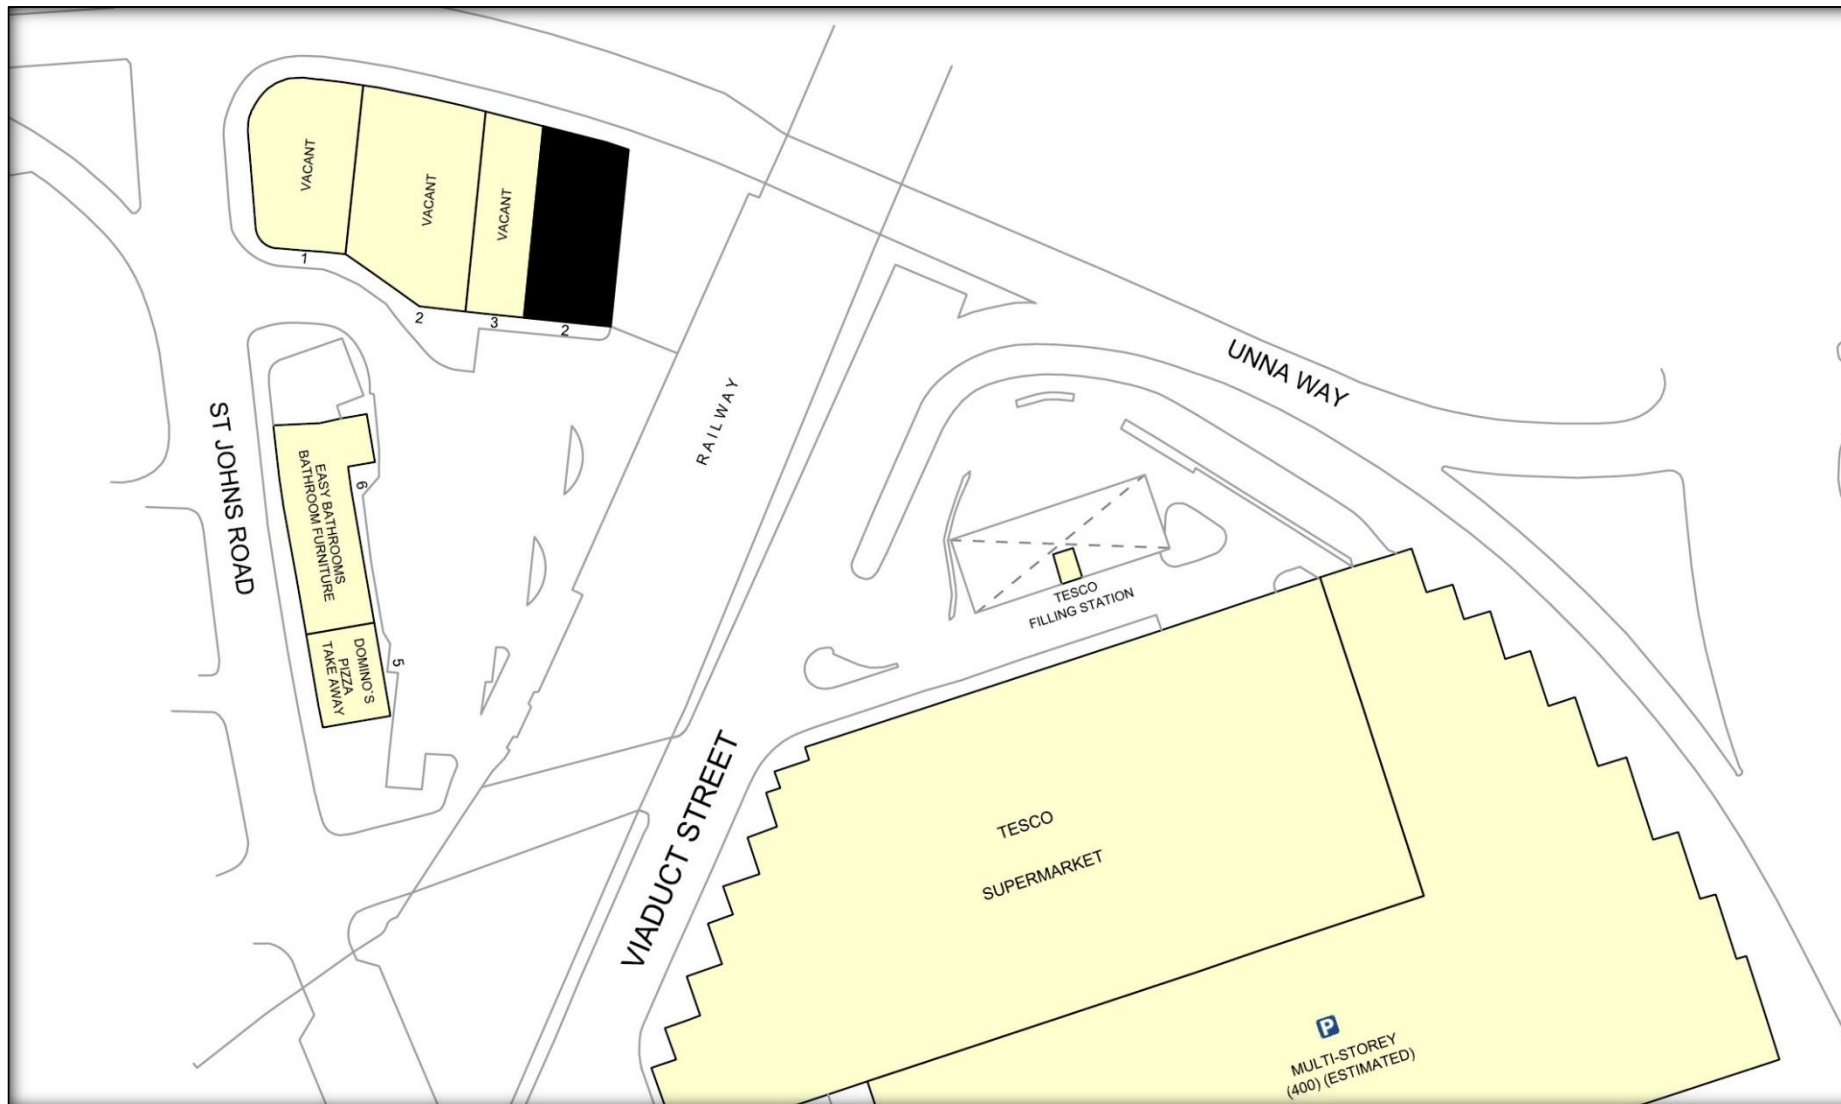 VACANT
VACANT
VACANT
1
2
3
2
UNNA WAY
RAILWAY
ST JOHNS ROAD
6
EASY BATHROOMS
BATHROOM FURNITURE
5
DOMINO`S
PIZZA
TAKE AWAY
TESCO
FILLING STATION
VIADUCT STREET
TESCO
SUPERMARKET
P
MULTI-STOREY
(400) (ESTIMATED)